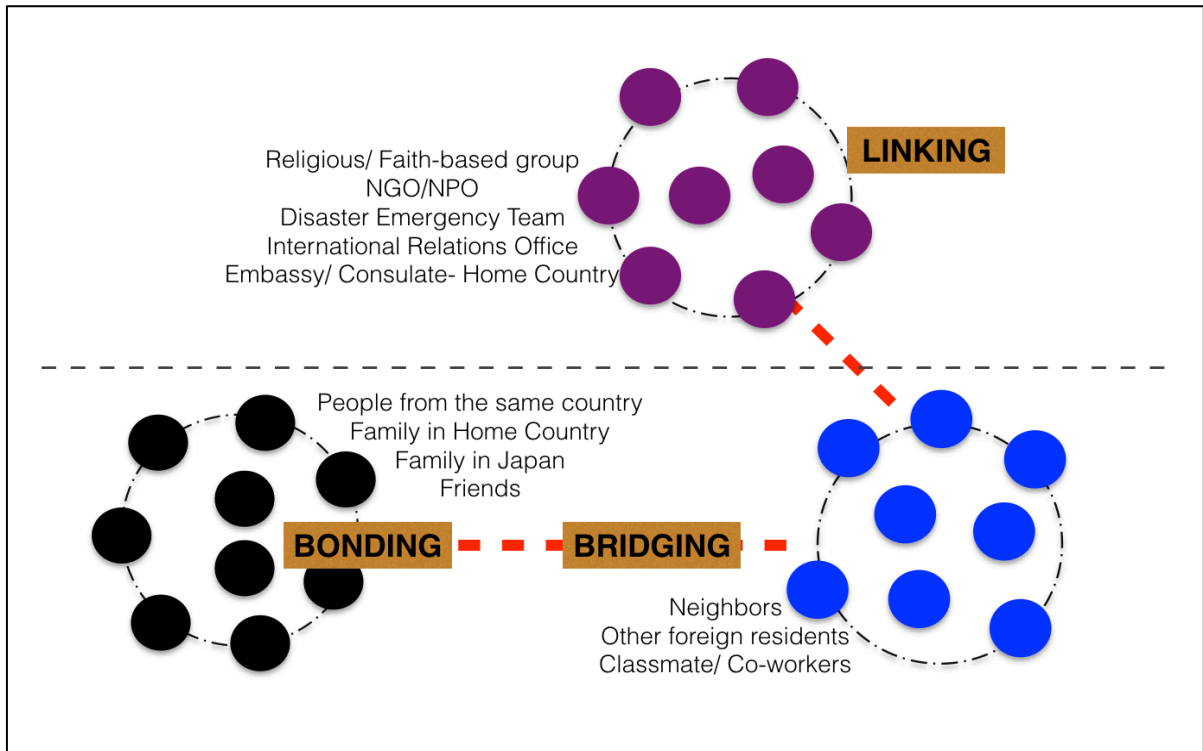 LINKING
Religious/ Faith-based group
NGO/NPO
Disaster Emergency Team
International Relations Office
Embassy/ Consulate- Home Country
People from the same country
Family in Home Country
Family in Japan
Friends
BONDING
BRIDGING
Neighbors
Other foreign residents
Classmate/ Co-workers